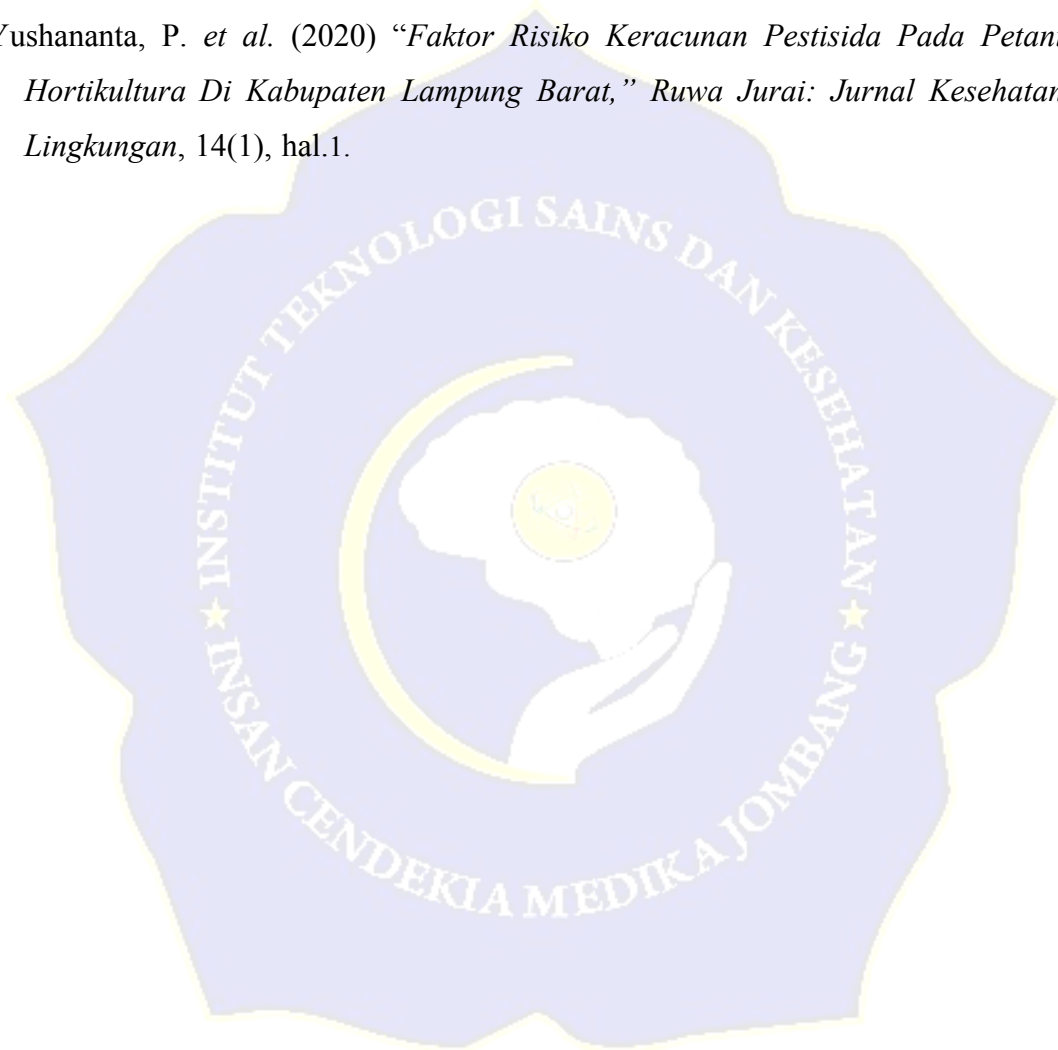 Yushananta, P. et al. (2020) “Faktor Risiko Keracunan Pestisida Pada Petani
Hortikultura Di Kabupaten Lampung Barat,” Ruwa Jurai: Jurnal Kesehatan
Lingkungan, 14(1), hal.1.
INSTITUT TEKNOLOGI SAINS DAN KESEHATAN
INSAN CENDEKIA MEDIKA JOMBANG